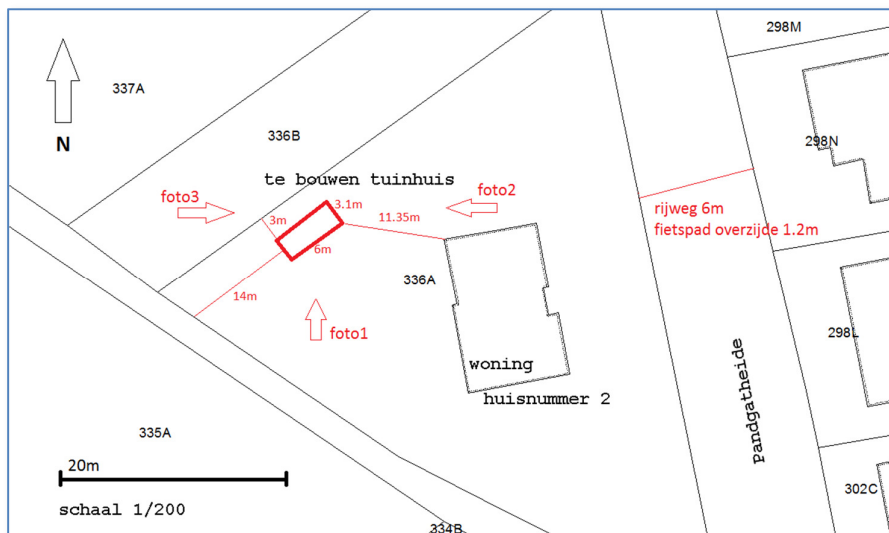 298M
337A
N
336B
298N
te bouwen tuinhuis
foto3
foto2
3.1m
3m
11.35m
6m
rijweg 6m
fietspad overzijde 1.2m
336A
14m
foto1
298L
woning
huisnummer 2
Pandgatheide
335A
20m
schaal 1/200
302C
334B